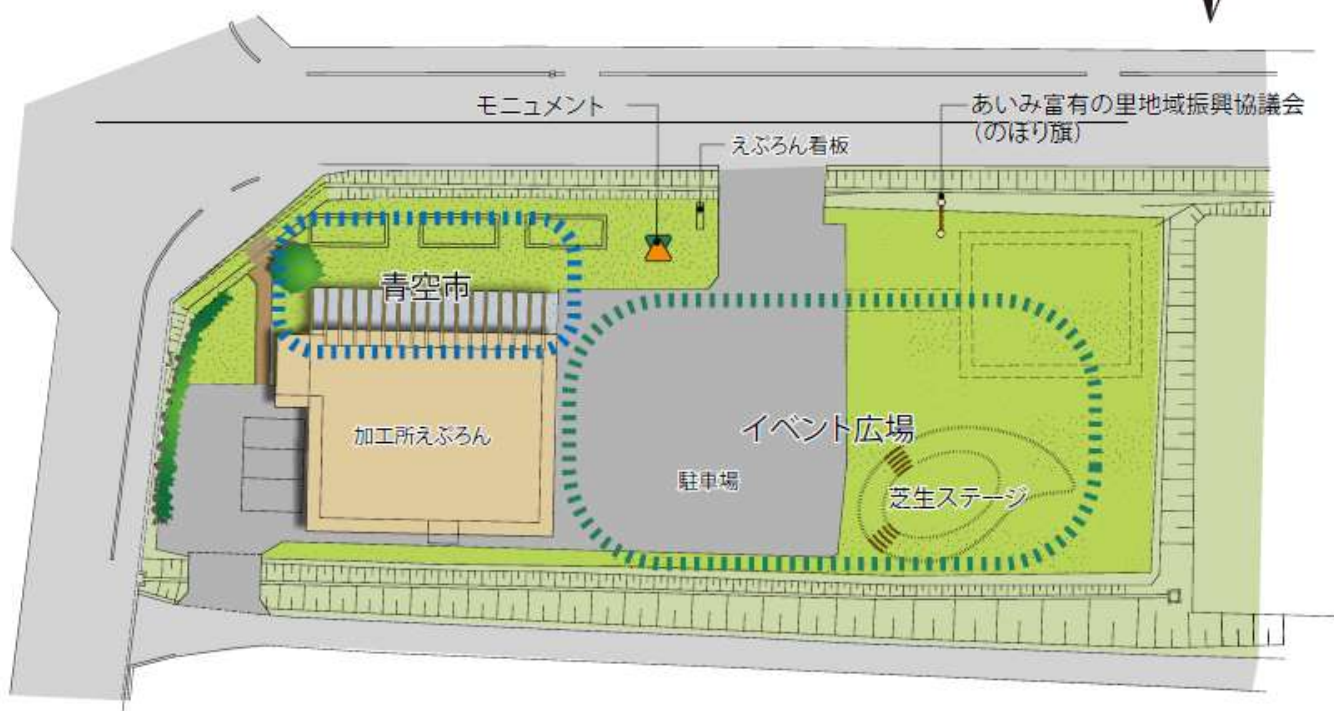 モニュメント
あいみ富有の里地域振興協議会
(のぼり旗)
えぷろん看板
青空市
加工所えぷろん
イベント広場
駐車場
芝生ステージ